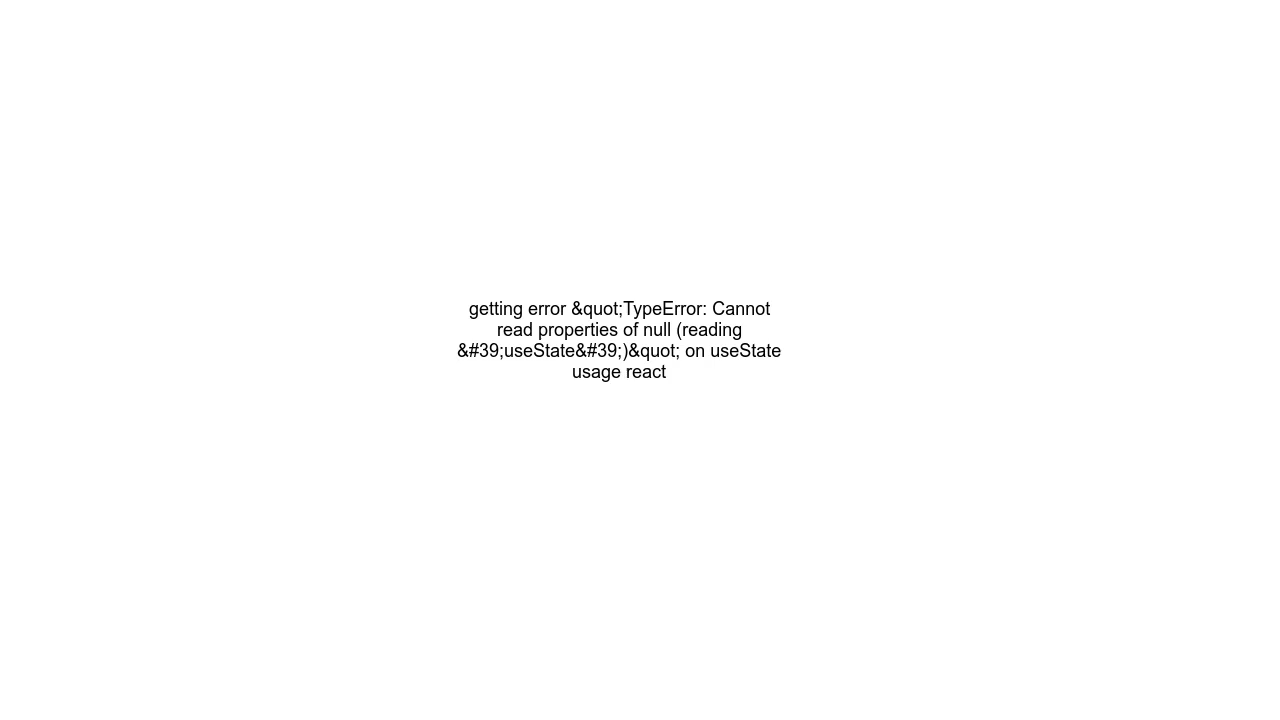 getting error &quot;TypeError: Cannot
read properties of null (reading
&#39;useState&#39;)&quot; on useState
usage react